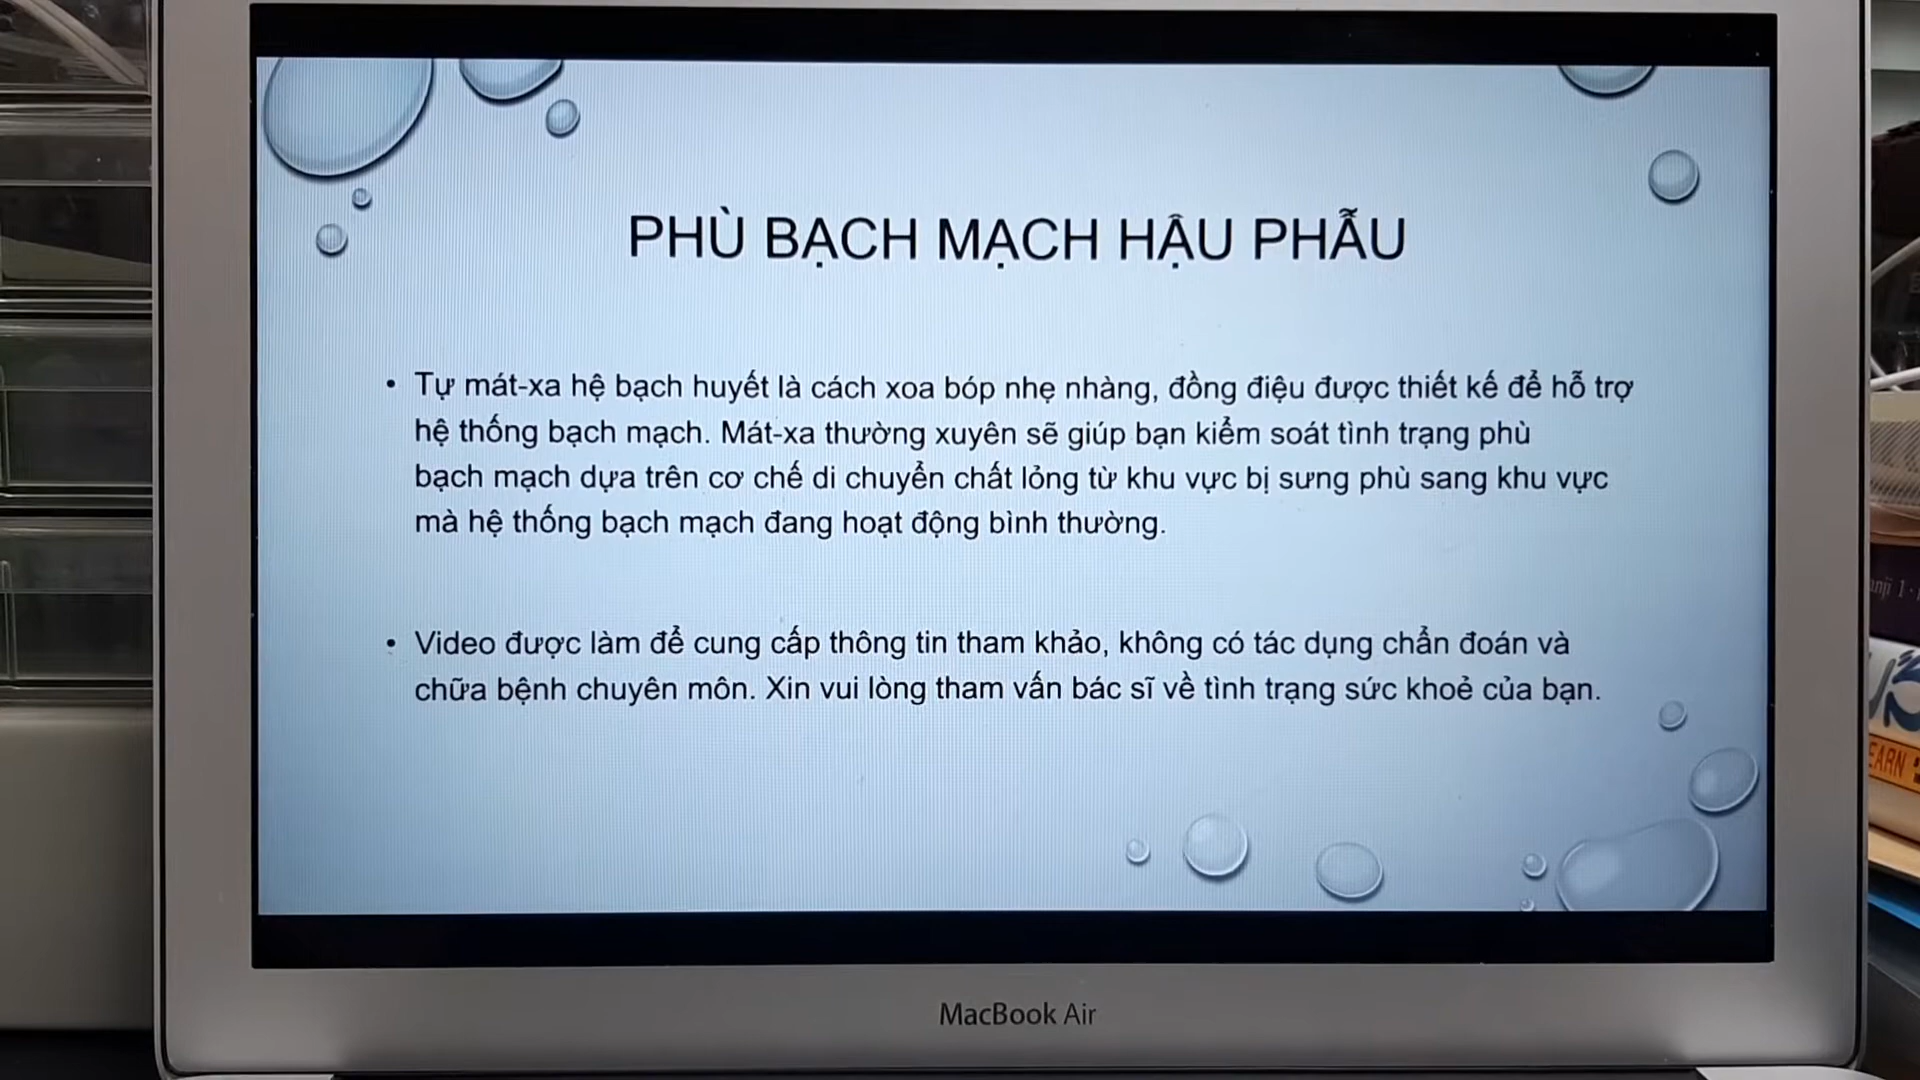 PHÙ BẠCH MẠCH HẬU PHẪU
• Tự mát-xa hệ bạch huyết là cách xoa bóp nhẹ nhàng, đồng điệu được thiết kế để hỗ trợ
hệ thống bạch mạch. Mát-xa thường xuyên sẽ giúp bạn kiểm soát tình trạng phù
bạch mạch dựa trên cơ chế di chuyển chất lỏng từ khu vực bị sưng phù sang khu vực
mà hệ thống bạch mạch đang hoạt động bình thường.
• Video được làm để cung cấp thông tin tham khảo, không có tác dụng chẩn đoán và
chữa bệnh chuyên môn. Xin vui lòng tham vấn bác sĩ về tình trạng sức khoẻ của bạn.
MacBook Air